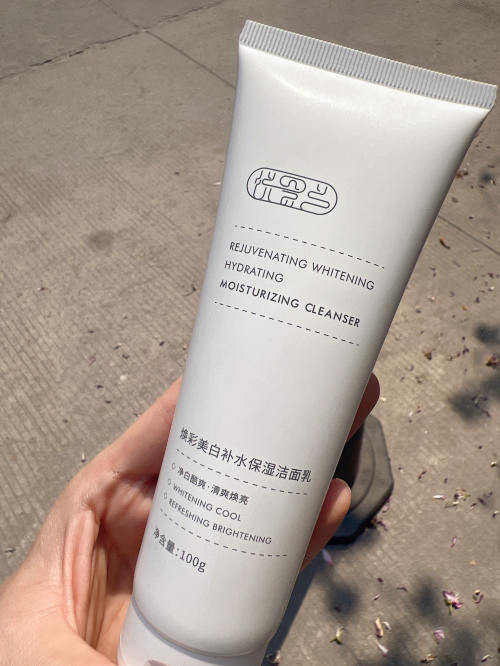 REJUVENATING WHITENING
HYDRATING
MOISTURIZING CLEANSER
焕彩美白补水保湿洁面乳
净白酷爽·清爽焕亮
WHITENING COOL
REFRESHING BRIGHTENING
净含量:100g